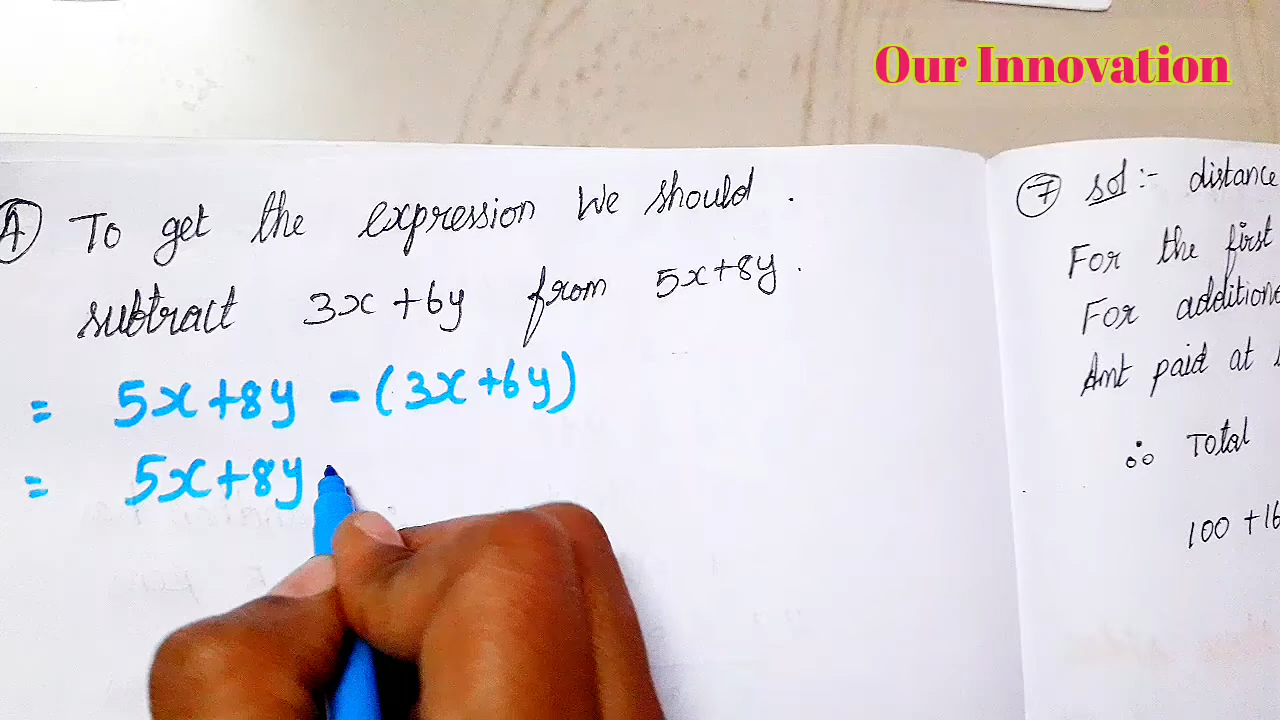 Our Innovation
④ To get the expression we should.
subtract 3x+6y from 5x+8y.
= 5x+8y -(3x+6y)
= 5x+8y
⑦ sol:- distance
For the first
For additiona
Amt paid at
∴ Total
100 +16